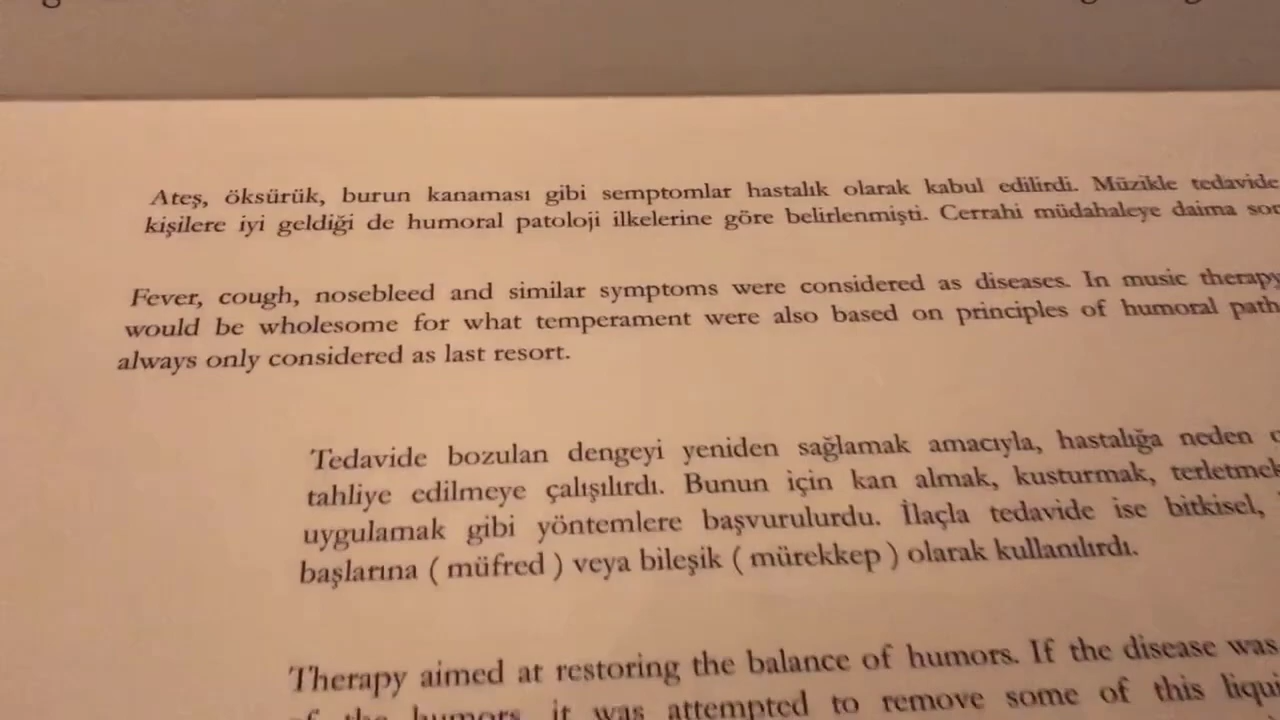 Ateş, öksürük, burun kanaması gibi semptomlar hastalık olarak kabul edilirdi. Müzikle tedavide
kişilere iyi geldiği de humoral patoloji ilkelerine göre belirlenmişti. Cerrahi müdahaleye daima
Fever, cough, nosebleed and similar symptoms were considered as diseases. In music therapy
would be wholesome for what temperament were also based on principles of humoral
always only considered as last resort.
Tedavide bozulan dengeyi yeniden sağlamak amacıyla, hastalığa neden
tahliye edilmeye çalışılırdı. Bunun için kan almak, kusturmak, terletmek
uygulamak gibi yöntemlere başvurulurdu. İlaçla tedavide ise bitkisel,
başlarına ( müfred ) veya bileşik ( mürekkep ) olarak kullanılırdı.
Therapy aimed at restoring the balance of humors. If the disease was
of the humors, it was attempted to remove some of this